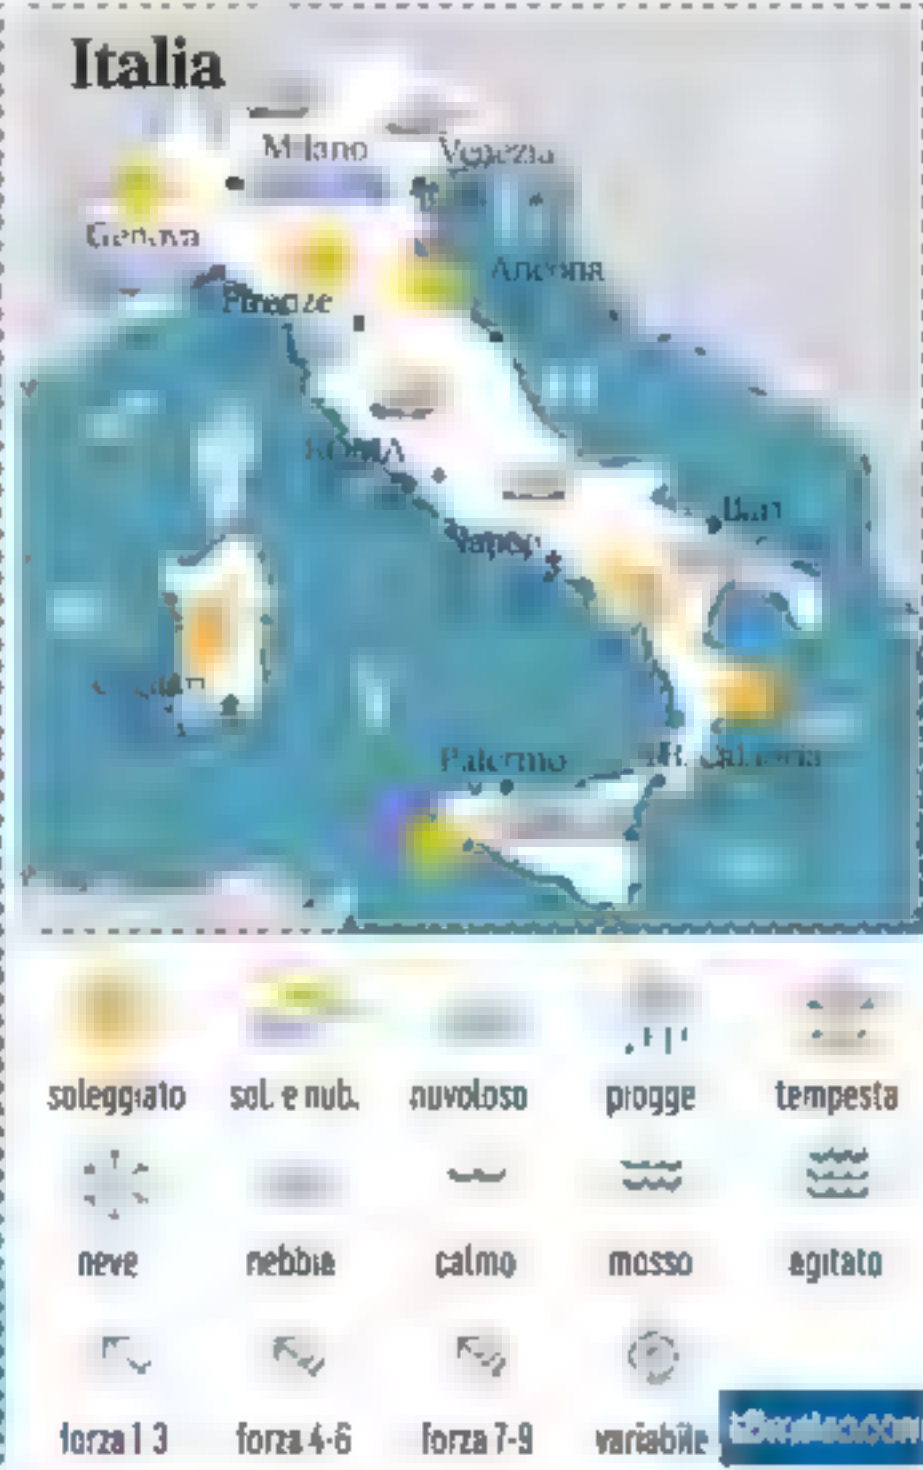 Italia
Milano
Venezia
Genova
Ancona
Firenze
ROMA
Bari
Palermo
R. Calabria
soleggiato sol. e nub. nuvoloso piogge tempesta
neve nebbia calmo mosso agitato
forza 1-3 forza 4-6 forza 7-9 variabile